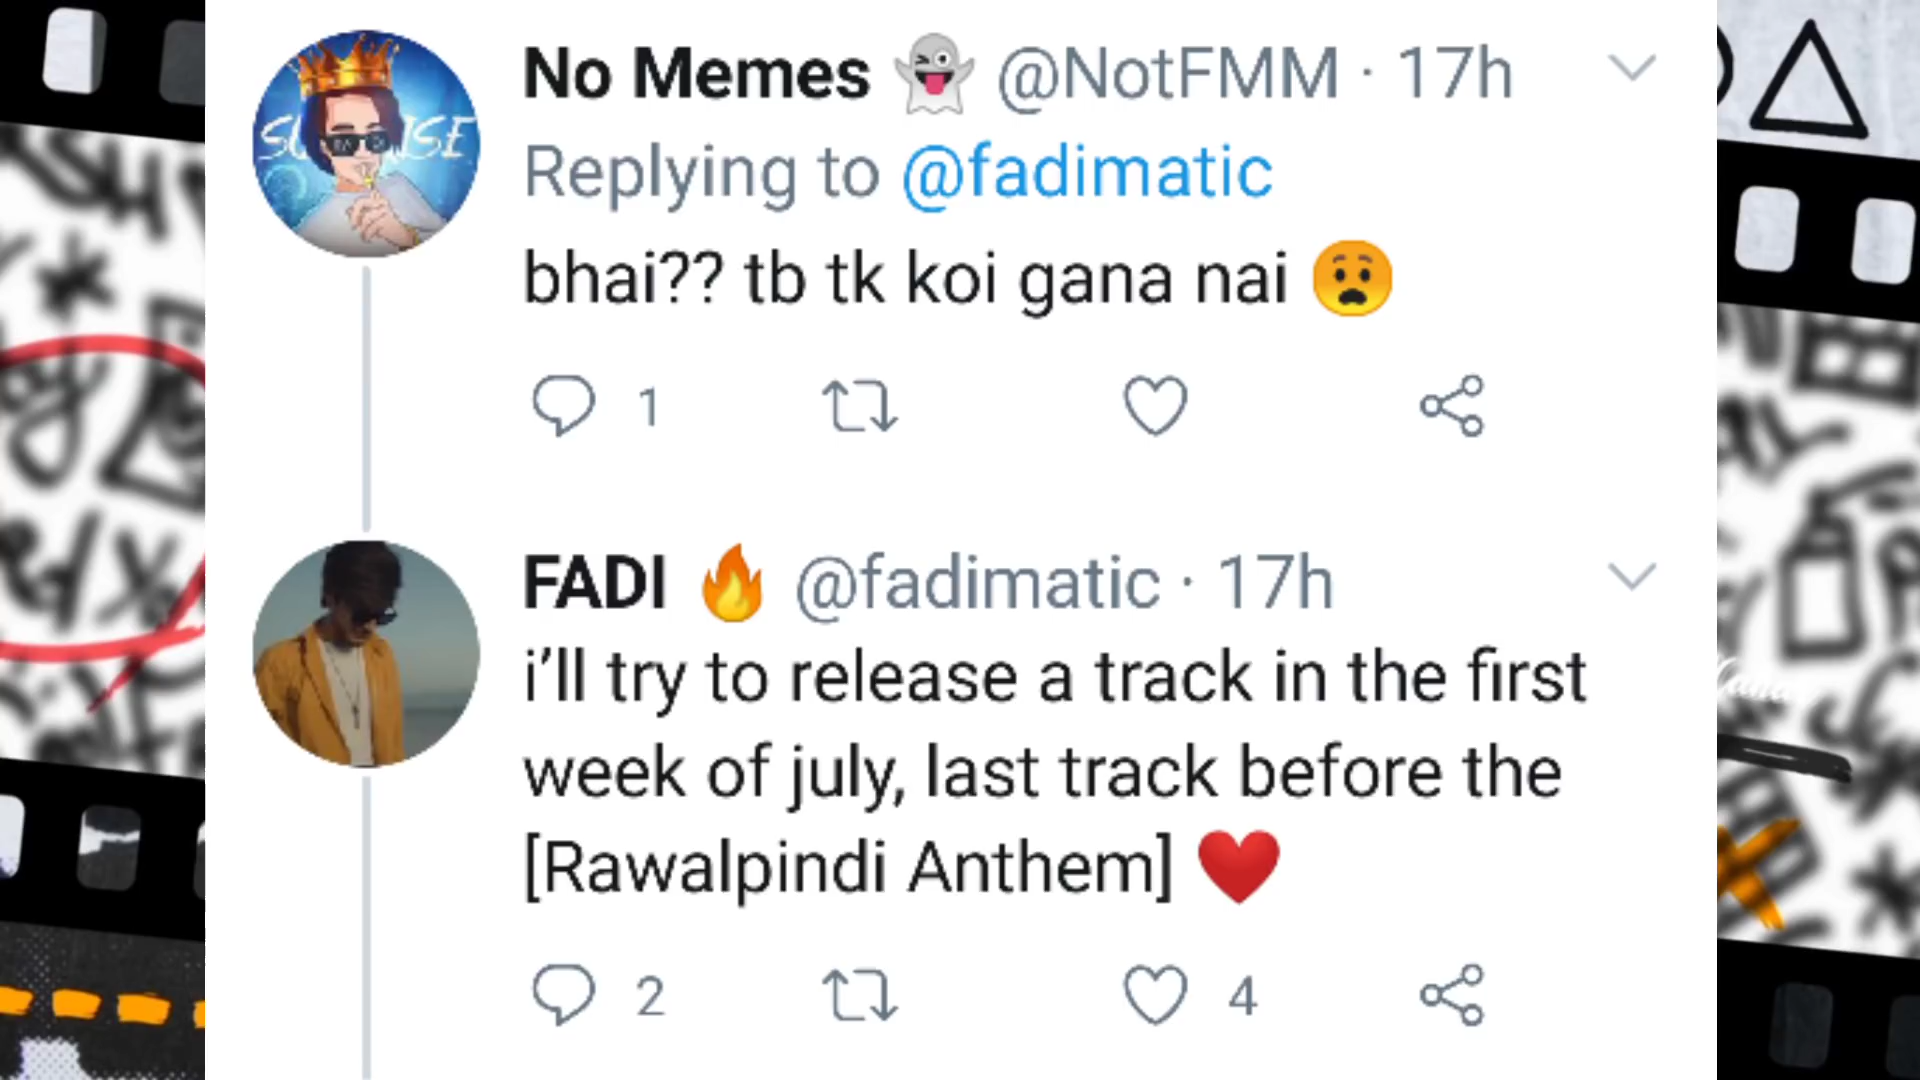 No Memes 👻 @NotFMM · 17h
Replying to @fadimatic
bhai?? tb tk koi gana nai 😧
1
FADI 🔥 @fadimatic · 17h
i'll try to release a track in the first
week of july, last track before the
[Rawalpindi Anthem] ❤️
2 4